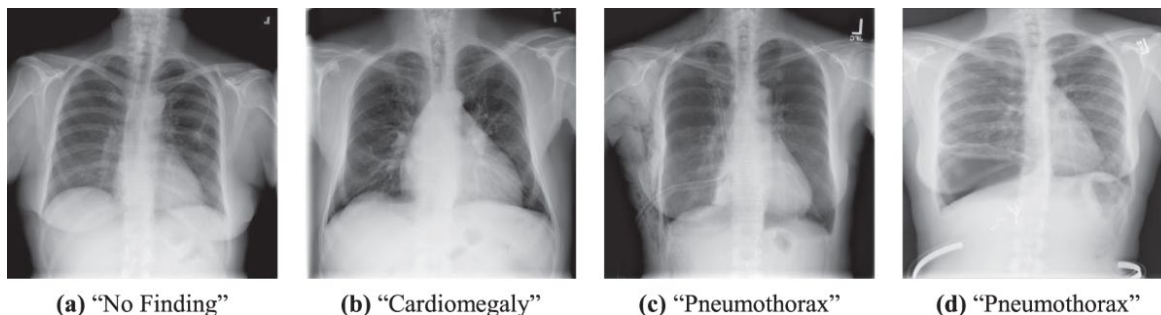 L
L
L
(a) “No Finding”
(b) “Cardiomegaly”
(c) “Pneumothorax”
(d) “Pneumothorax”